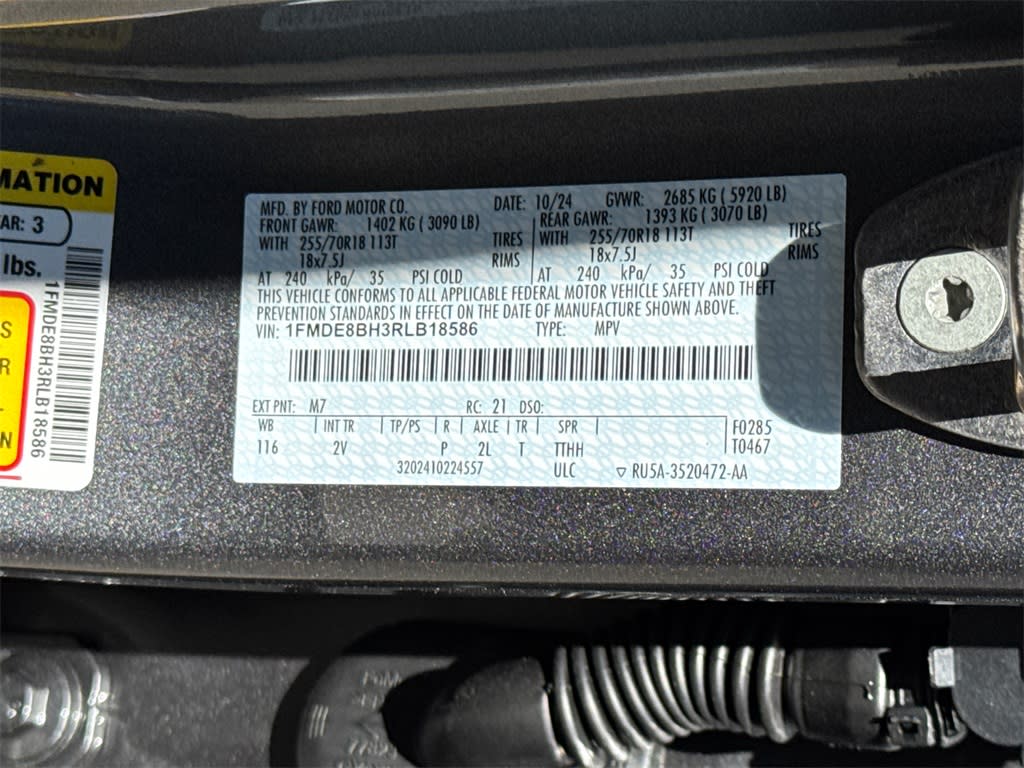 MATION
AR: 3
lbs.
S
R
N
1FMDE8BH3RLB18586
MFD. BY FORD MOTOR CO. DATE: 10/24 GVWR: 2685 KG ( 5920 LB)
FRONT GAWR: 1402 KG ( 3090 LB) REAR GAWR: 1393 KG ( 3070 LB)
WITH 255/70R18 113T TIRES WITH 255/70R18 113T TIRES
18x7.5J RIMS 18x7.5J RIMS
AT 240 kPa/ 35 PSI COLD AT 240 kPa/ 35 PSI COLD
THIS VEHICLE CONFORMS TO ALL APPLICABLE FEDERAL MOTOR VEHICLE SAFETY AND THEFT
PREVENTION STANDARDS IN EFFECT ON THE DATE OF MANUFACTURE SHOWN ABOVE.
VIN: 1FMDE8BH3RLB18586 TYPE: MPV
EXT PNT: M7 RC: 21 DSO:
WB INT TR TP/PS R AXLE TR SPR F0285
116 2V P 2L T TTHH T0467
3202410224557 ULC ▽ RU5A-3520472-AA